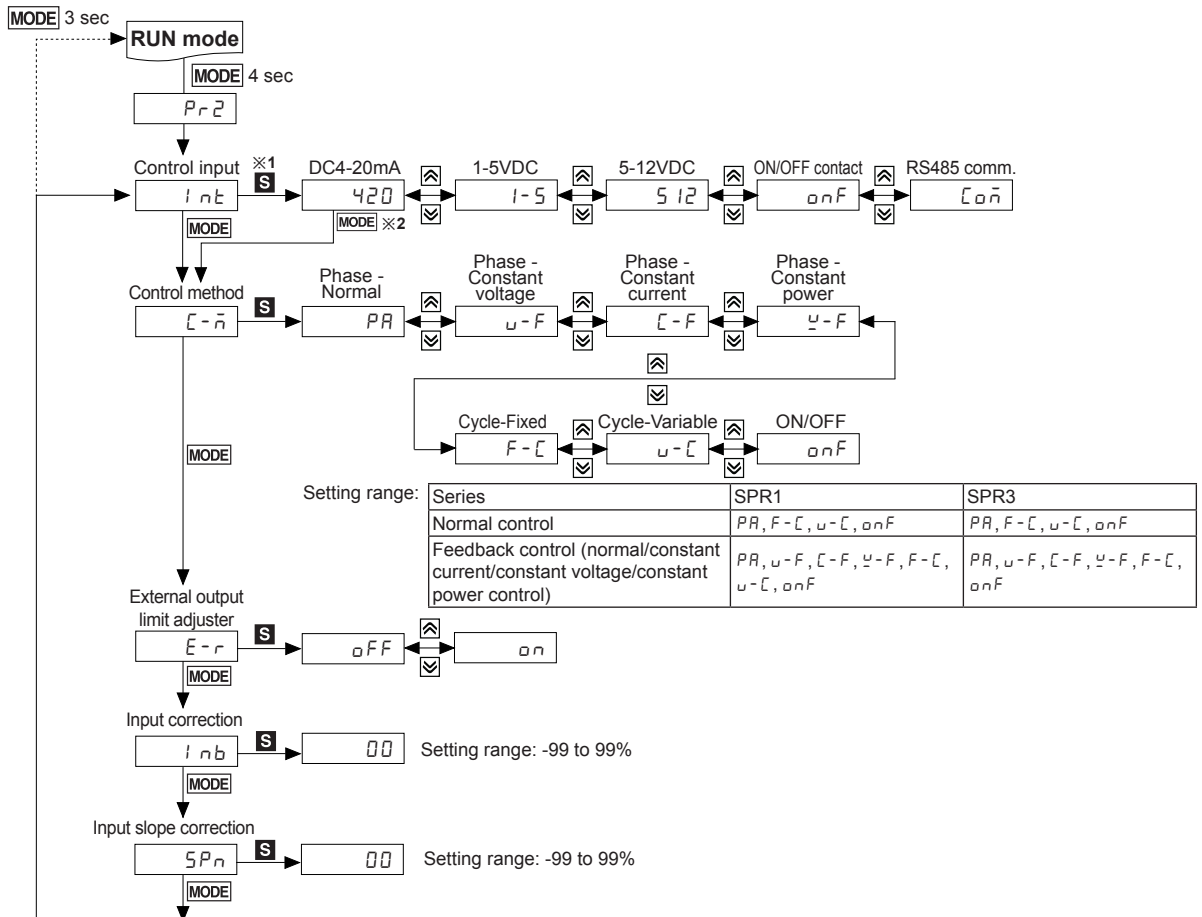 MODE 3 sec
RUN mode
MODE 4 sec
Pr2
Control input ※1 DC4-20mA 1-5VDC 5-12VDC ON/OFF contact RS485 comm.
Int S 420 1-5 512 onF Com
MODE MODE ※2
Control method
C-m S
Phase -
Normal
PA
Phase -
Constant
voltage
u-F
Phase -
Constant
current
C-F
Phase -
Constant
power
Y-F
Cycle-Fixed Cycle-Variable ON/OFF
F-C u-C onF
MODE
Setting range:
Series SPR1 SPR3
Normal control PA, F-C, u-C, onF PA, F-C, u-C, onF
Feedback control (normal/constant
current/constant voltage/constant
power control)
PA, u-F, C-F, Y-F, F-C,
u-C, onF
PA, u-F, C-F, Y-F, F-C,
onF
External output
limit adjuster
E-r S oFF on
MODE
Input correction
Inb S 00 Setting range: -99 to 99%
MODE
Input slope correction
SPn S 00 Setting range: -99 to 99%
MODE